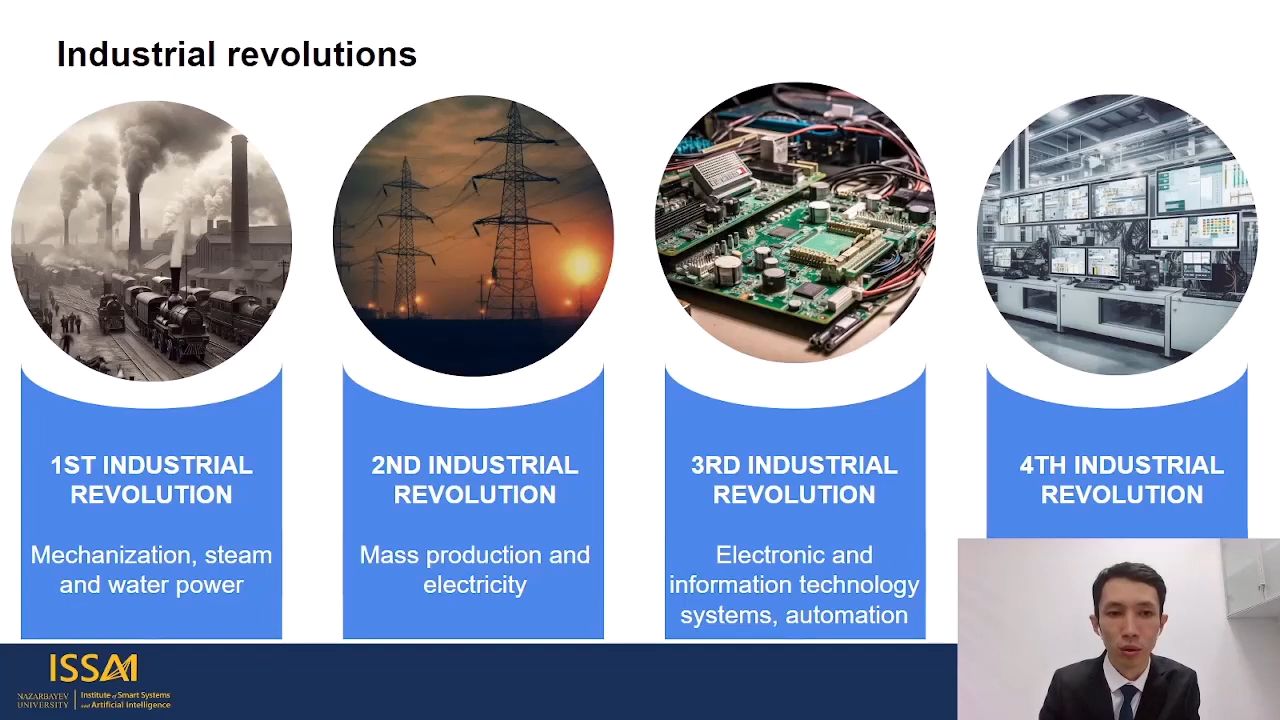 Industrial revolutions
1ST INDUSTRIAL
REVOLUTION
Mechanization, steam
and water power
2ND INDUSTRIAL
REVOLUTION
Mass production and
electricity
3RD INDUSTRIAL
REVOLUTION
Electronic and
information technology
systems, automation
4TH INDUSTRIAL
REVOLUTION
ISSAI
NAZARBAYEV
UNIVERSITY
Institute of Smart Systems
and Artificial Intelligence